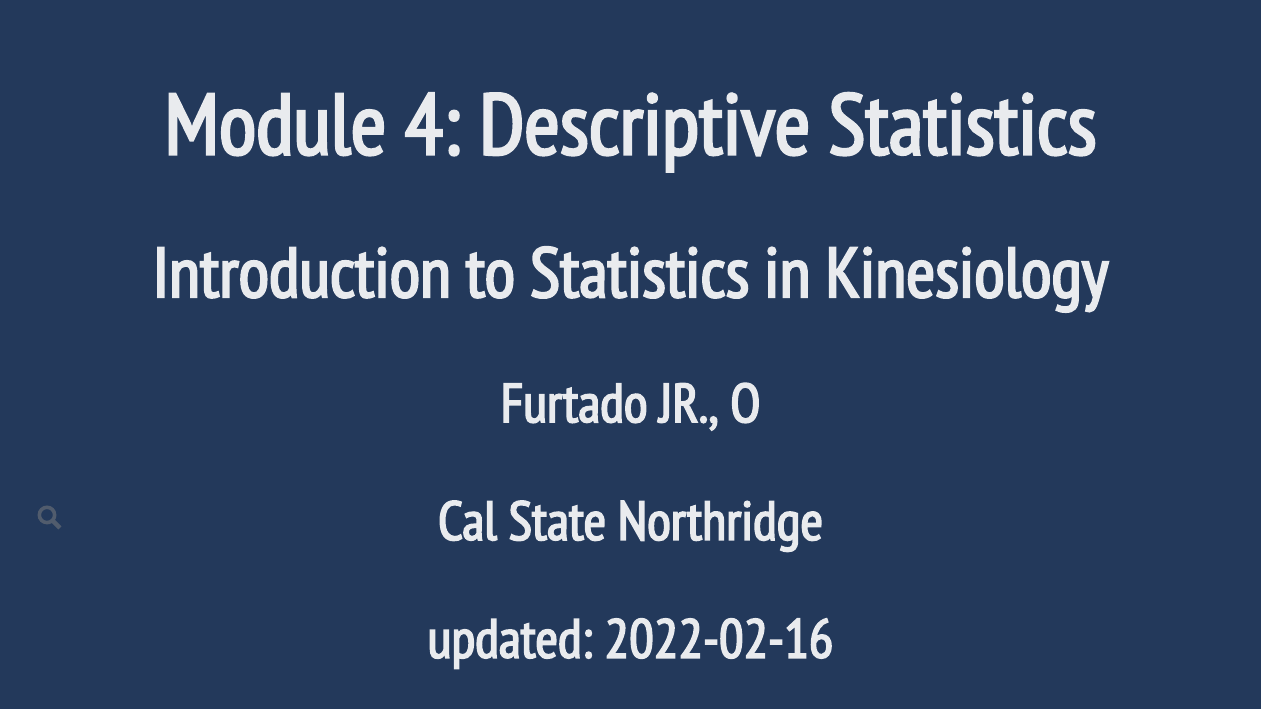 Module 4: Descriptive Statistics
Introduction to Statistics in Kinesiology
Furtado JR., O
Cal State Northridge
updated: 2022-02-16